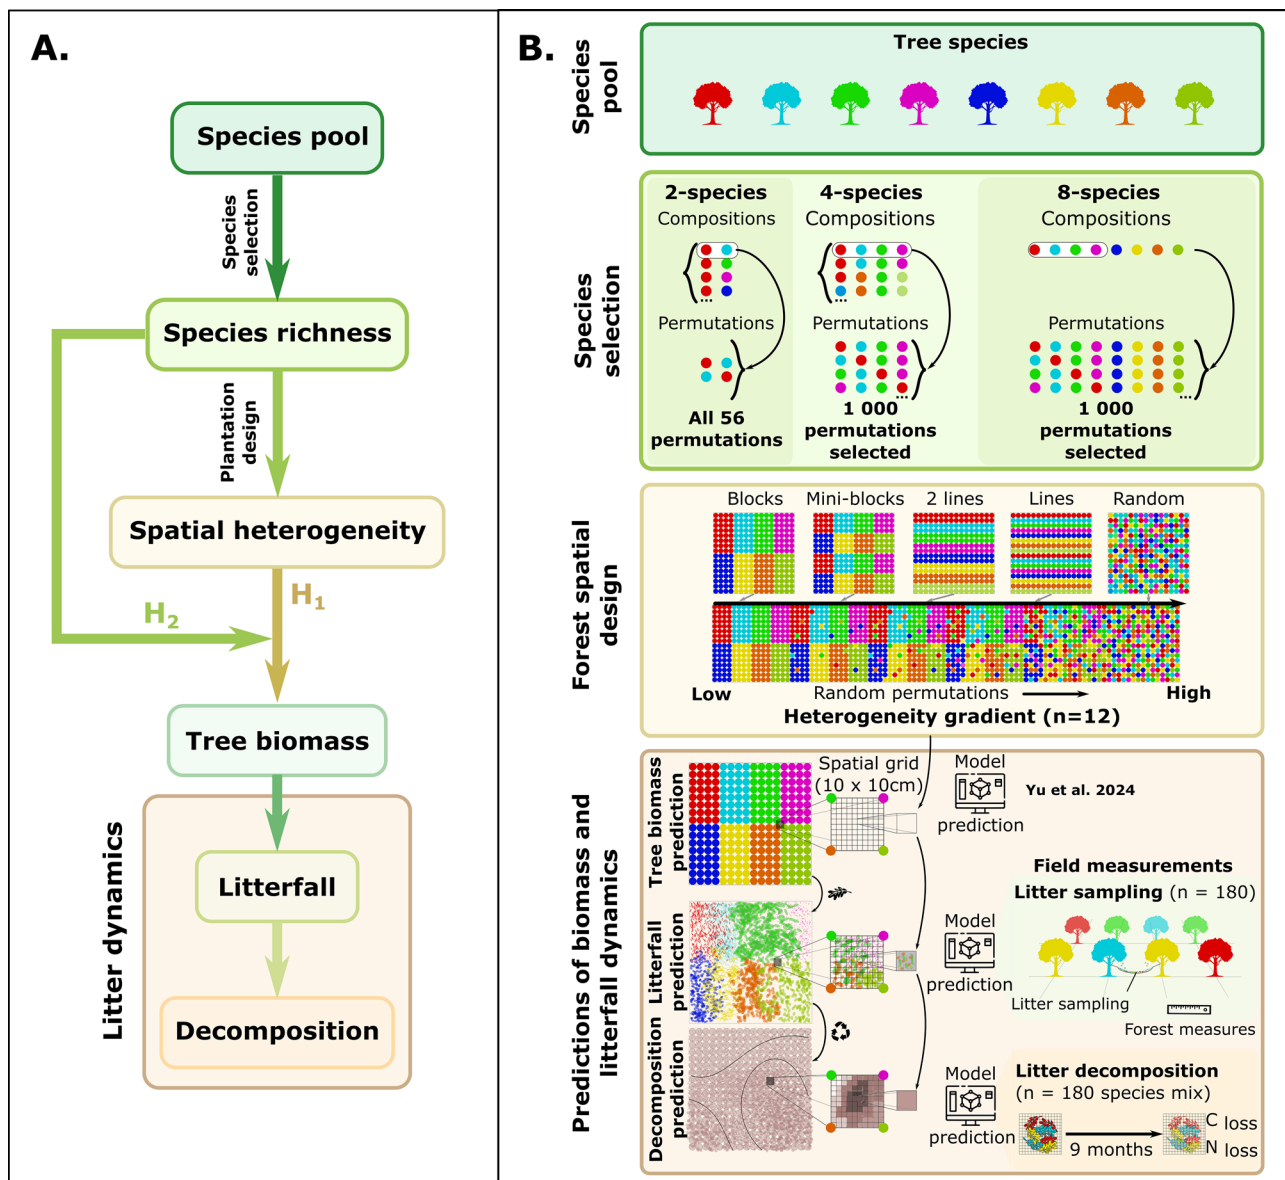 A.
Species pool
Species
selection
Species richness
Plantation
design
Spatial heterogeneity
H1
H2
Tree biomass
Litter dynamics
Litterfall
Decomposition
B.
Species
pool
Tree species
Species
selection
2-species
Compositions
...
Permutations
All 56
permutations
4-species
Compositions
...
Permutations
...
1 000
permutations
selected
8-species
Compositions
Permutations
...
1 000
permutations
selected
Forest spatial
design
Blocks
Mini-blocks
2 lines
Lines
Random
Low
Random permutations
High
Heterogeneity gradient (n=12)
Predictions of biomass and
litterfall dynamics
Tree biomass
prediction
Spatial grid
(10 x 10cm)
Model
prediction
Yu et al. 2024
Litterfall
prediction
Model
prediction
Field measurements
Litter sampling (n = 180)
Litter sampling
Forest measures
Decomposition
prediction
Model
prediction
Litter decomposition
(n = 180 species mix)
9 months
C loss
N loss